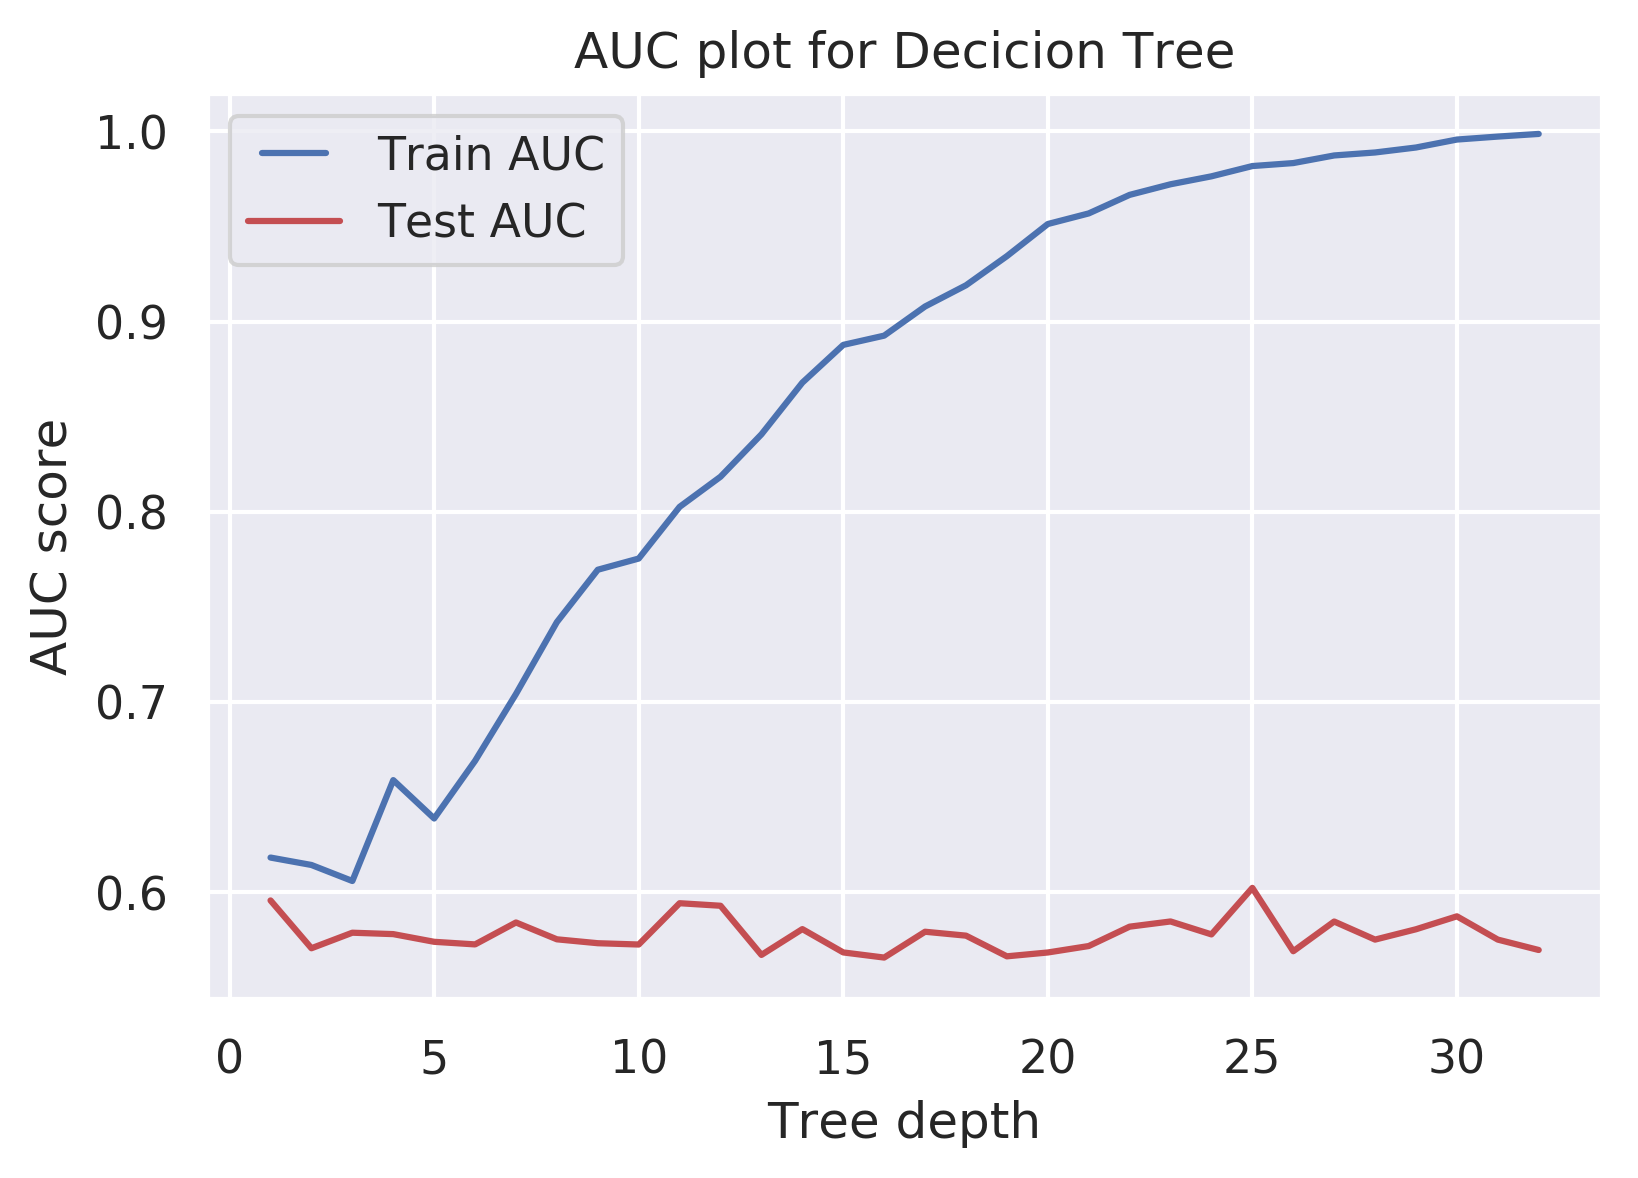 AUC plot for Decicion Tree
Train AUC
Test AUC
AUC score
1.0
0.9
0.8
0.7
0.6
0 5 10 15 20 25 30
Tree depth